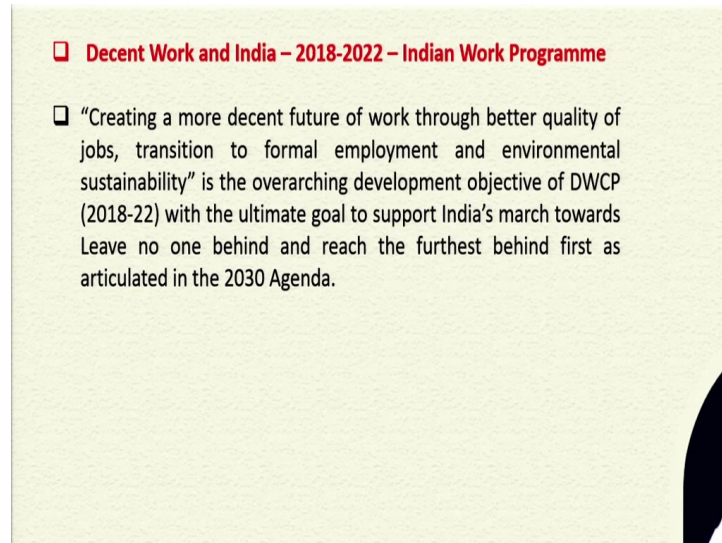 Decent Work and India – 2018-2022 – Indian Work Programme
“Creating a more decent future of work through better quality of
jobs, transition to formal employment and environmental
sustainability” is the overarching development objective of DWCP
(2018-22) with the ultimate goal to support India’s march towards
Leave no one behind and reach the furthest behind first as
articulated in the 2030 Agenda.